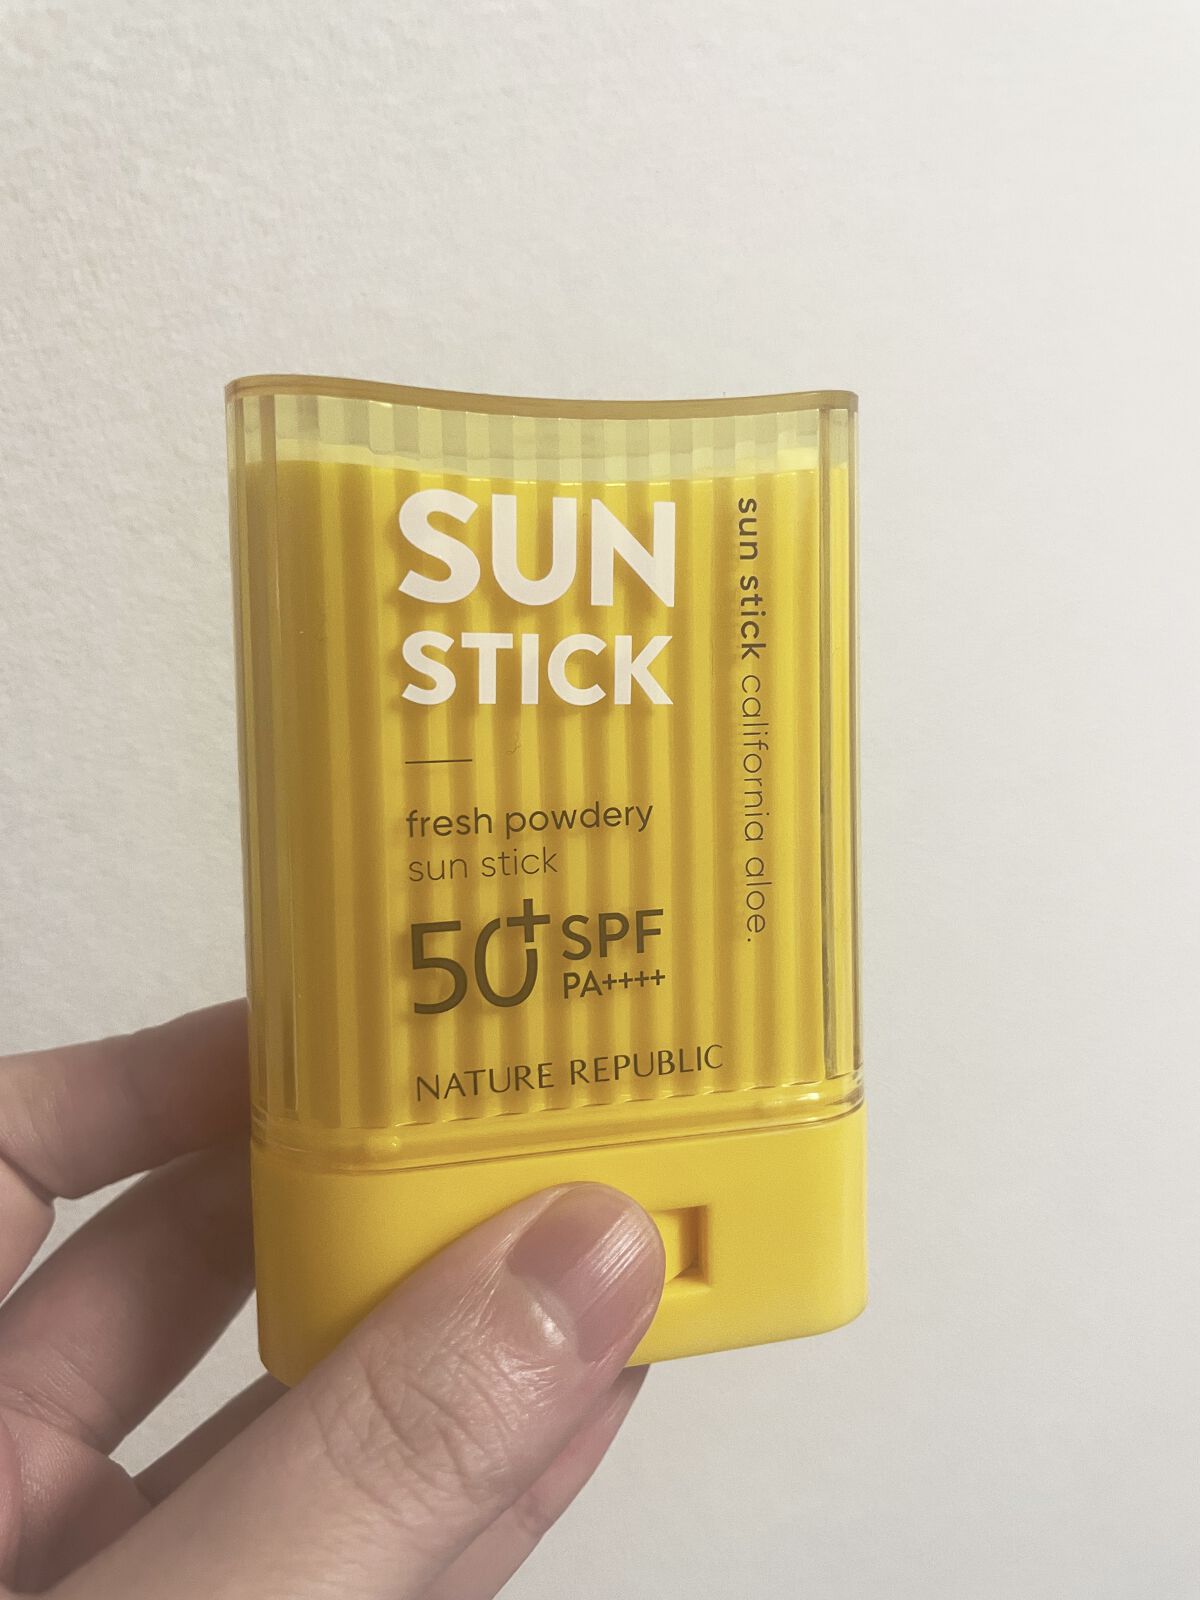 SUN
STICK
fresh powdery
sun stick
50+ SPF
PA++++
NATURE REPUBLIC
sun stick california aloe.